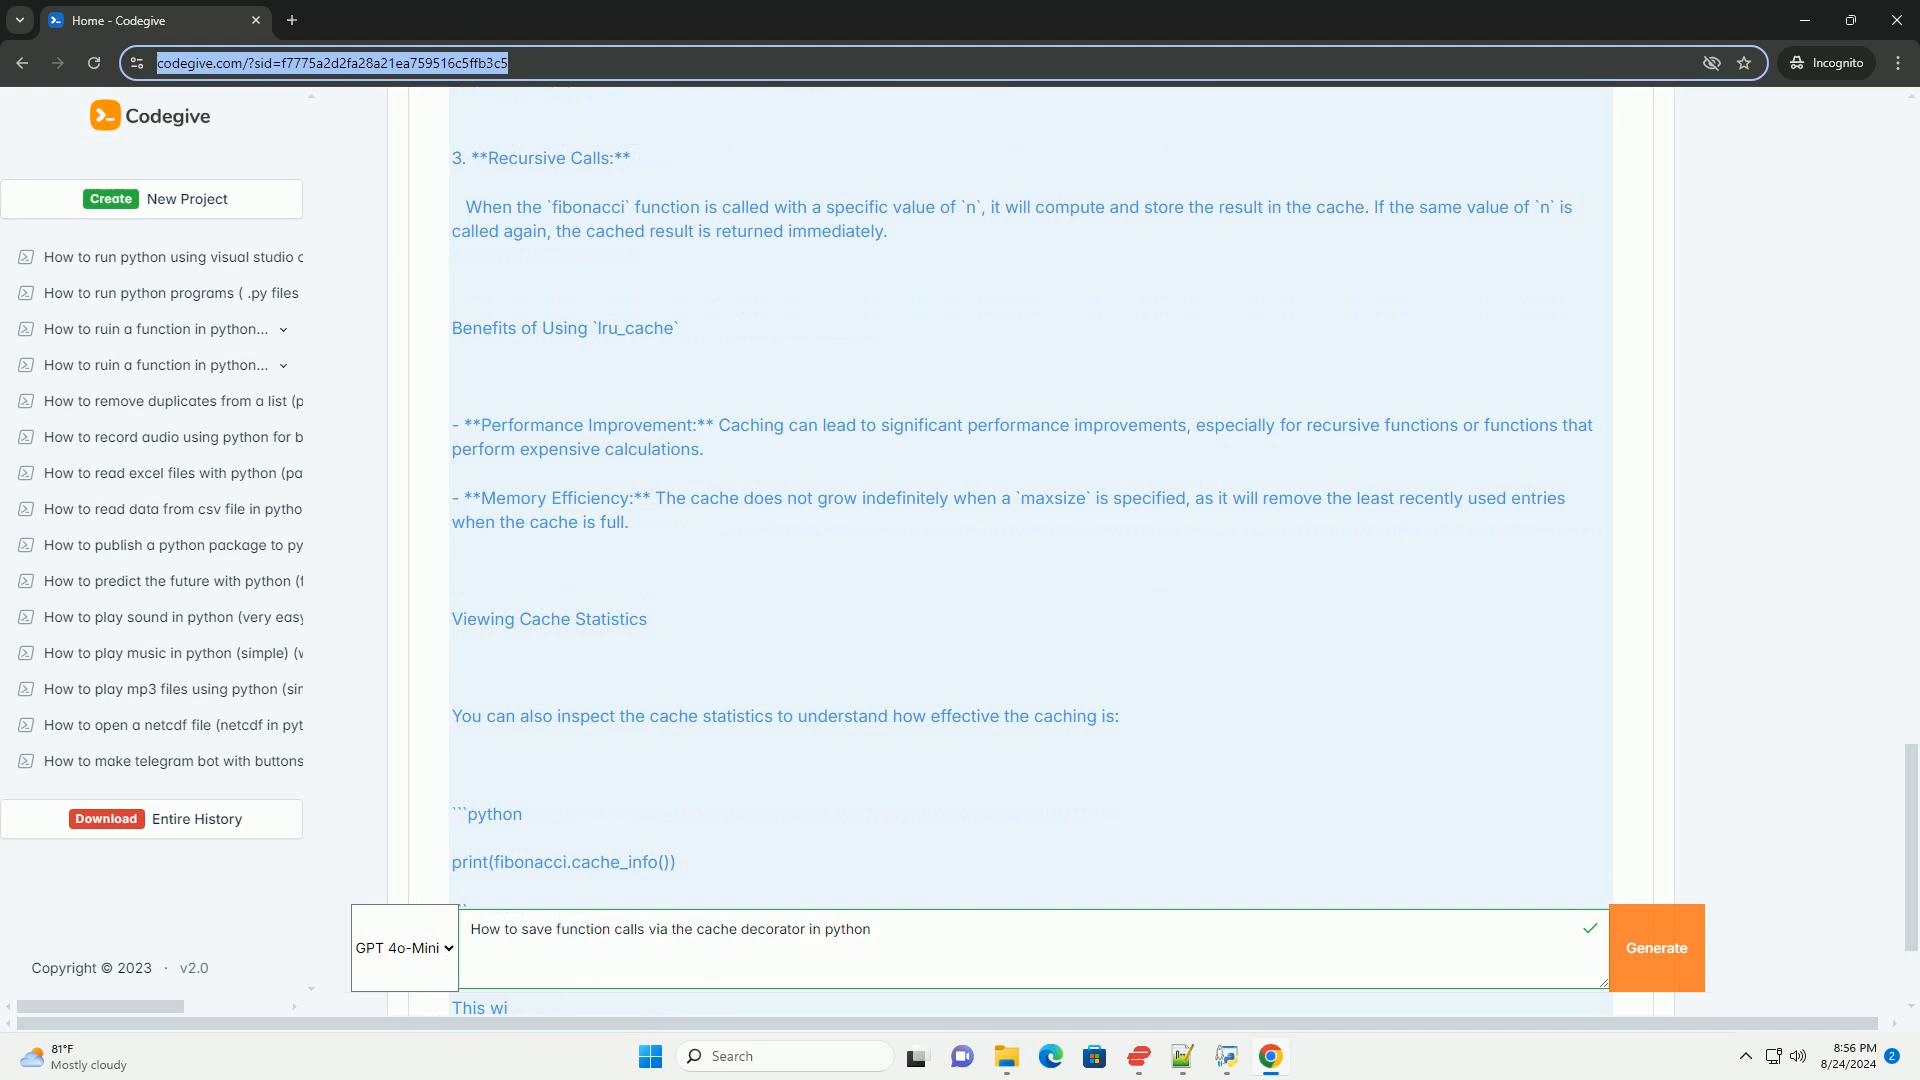 Home - Codegive
codegive.com/?sid=f7775a2d2fa28a21ea759516c5ffb3c5
Incognito
Codegive
Create New Project
How to run python using visual studio c
How to run python programs ( .py files
How to ruin a function in python...
How to ruin a function in python...
How to remove duplicates from a list (p
How to record audio using python for b
How to read excel files with python (pa
How to read data from csv file in pytho
How to publish a python package to py
How to predict the future with python (f
How to play sound in python (very easy
How to play music in python (simple) (w
How to play mp3 files using python (sim
How to open a netcdf file (netcdf in pyt
How to make telegram bot with buttons
Download Entire History
Copyright © 2023 · v2.0
3. **Recursive Calls:**
When the `fibonacci` function is called with a specific value of `n`, it will compute and store the result in the cache. If the same value of `n` is
called again, the cached result is returned immediately.
Benefits of Using `lru_cache`
- **Performance Improvement:** Caching can lead to significant performance improvements, especially for recursive functions or functions that
perform expensive calculations.
- **Memory Efficiency:** The cache does not grow indefinitely when a `maxsize` is specified, as it will remove the least recently used entries
when the cache is full.
Viewing Cache Statistics
You can also inspect the cache statistics to understand how effective the caching is:
```python
print(fibonacci.cache_info())
GPT 4o-Mini
How to save function calls via the cache decorator in python
Generate
This wi
81°F
Mostly cloudy
Search
8:56 PM
8/24/2024
2